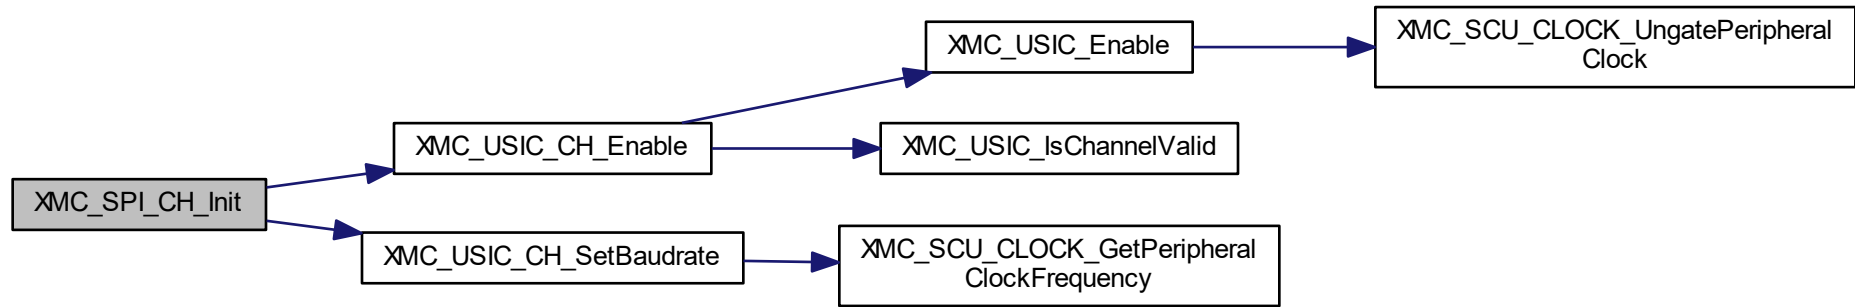 XMC_SPI_CH_Init
XMC_USIC_CH_Enable
XMC_USIC_Enable
XMC_SCU_CLOCK_UngatePeripheral
Clock
XMC_USIC_IsChannelValid
XMC_USIC_CH_SetBaudrate
XMC_SCU_CLOCK_GetPeripheral
ClockFrequency